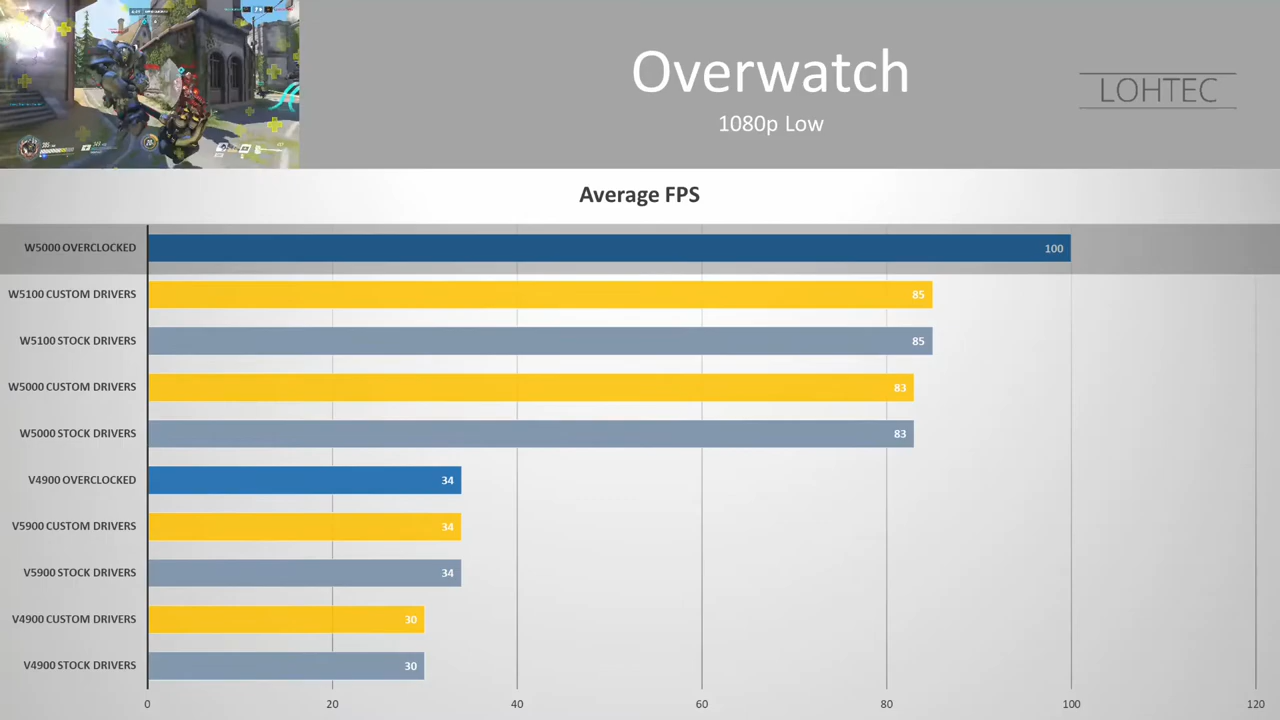 Overwatch
1080p Low
LOHTEC
Average FPS
W5000 OVERCLOCKED 100
W5100 CUSTOM DRIVERS 85
W5100 STOCK DRIVERS 85
W5000 CUSTOM DRIVERS 83
W5000 STOCK DRIVERS 83
V4900 OVERCLOCKED 34
V5900 CUSTOM DRIVERS 34
V5900 STOCK DRIVERS 34
V4900 CUSTOM DRIVERS 30
V4900 STOCK DRIVERS 30
0 20 40 60 80 100 120